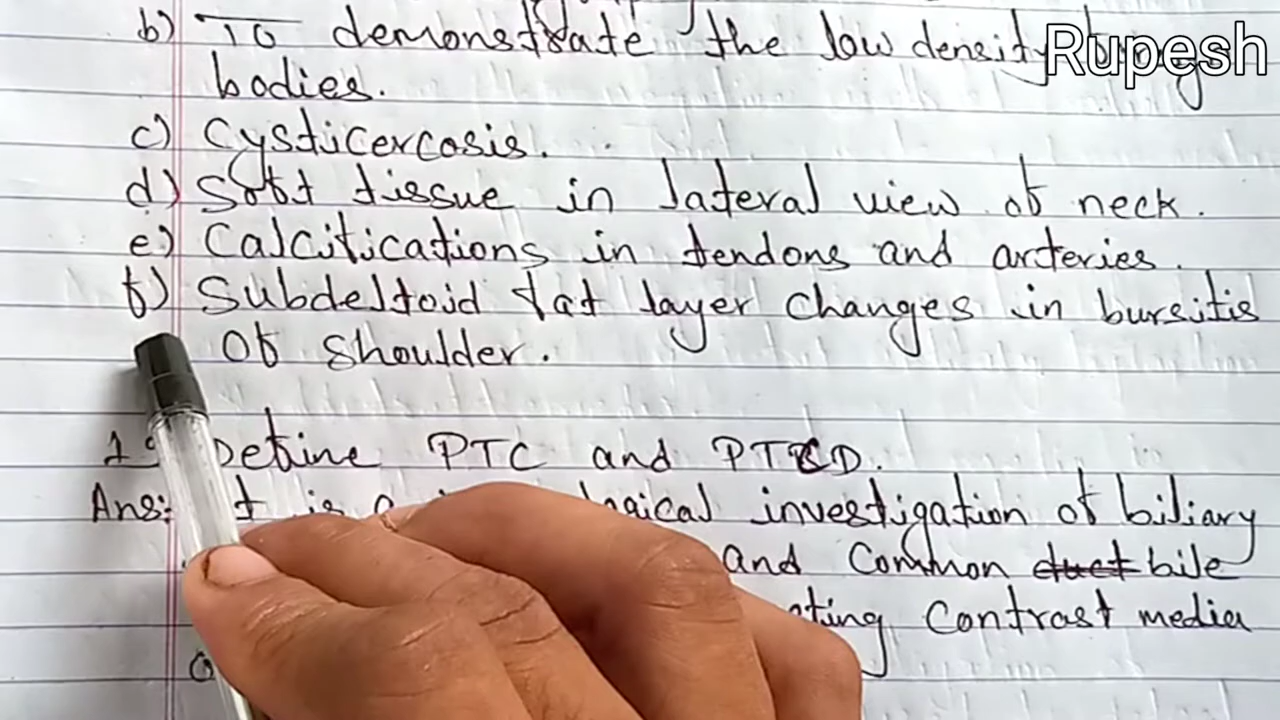 b) To demonstrate the low density
Rupesh
bodies.
c) Cysticercosis.
d) Soft tissue in lateral view of neck.
e) Calcifications in tendons and arteries.
f) Subdeltoid fat layer changes in bursitis
of shoulder.
Define PTC and PTCD.
Ans: It is a investigation of biliary
and Common duct bile
Contrast media